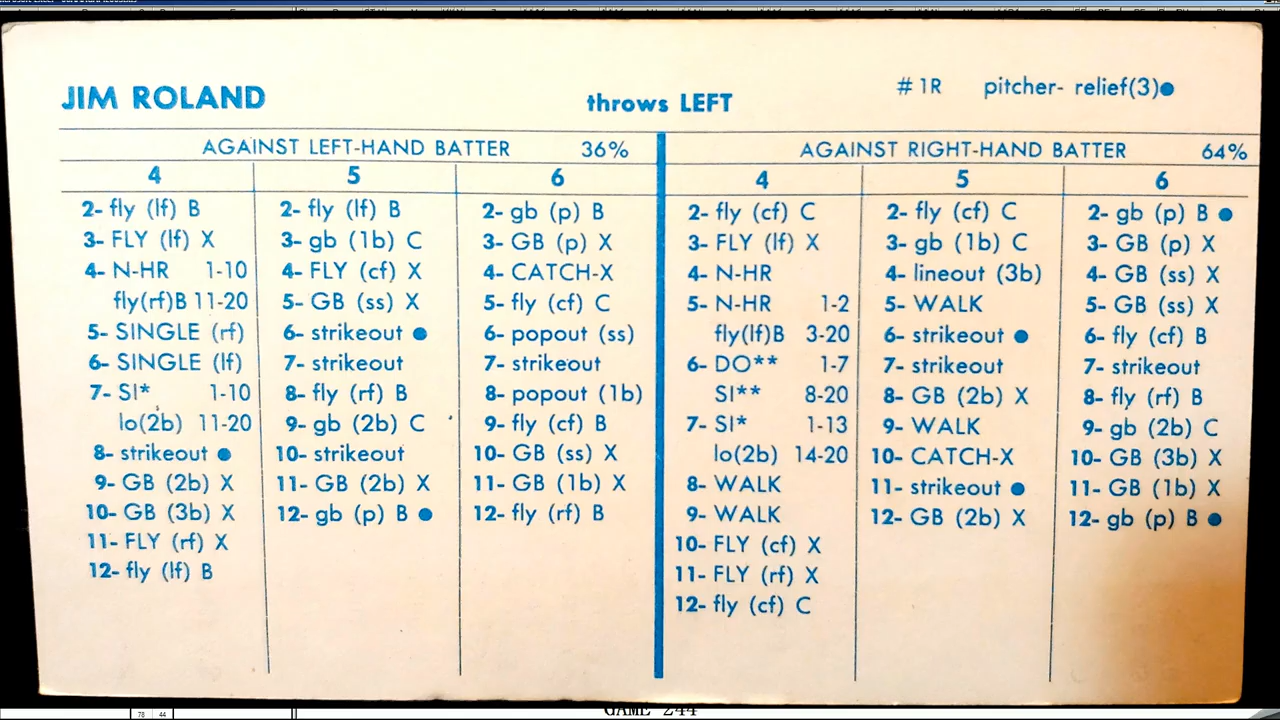 JIM ROLAND
throws LEFT
#1R pitcher- relief(3)●
AGAINST LEFT-HAND BATTER 36%
4
2- fly (lf) B
3- FLY (lf) X
4- N-HR 1-10
fly(rf)B 11-20
5- SINGLE (rf)
6- SINGLE (lf)
7- SI* 1-10
lo(2b) 11-20
8- strikeout ●
9- GB (2b) X
10- GB (3b) X
11- FLY (rf) X
12- fly (lf) B
5
2- fly (lf) B
3- gb (1b) C
4- FLY (cf) X
5- GB (ss) X
6- strikeout ●
7- strikeout
8- fly (rf) B
9- gb (2b) C
10- strikeout
11- GB (2b) X
12- gb (p) B ●
6
2- gb (p) B
3- GB (p) X
4- CATCH-X
5- fly (cf) C
6- popout (ss)
7- strikeout
8- popout (1b)
9- fly (cf) B
10- GB (ss) X
11- GB (1b) X
12- fly (rf) B
AGAINST RIGHT-HAND BATTER 64%
4
2- fly (cf) C
3- FLY (lf) X
4- N-HR
5- N-HR 1-2
fly(lf)B 3-20
6- DO** 1-7
SI** 8-20
7- SI* 1-13
lo(2b) 14-20
8- WALK
9- WALK
10- FLY (cf) X
11- FLY (rf) X
12- fly (cf) C
5
2- fly (cf) C
3- gb (1b) C
4- lineout (3b)
5- WALK
6- strikeout ●
7- strikeout
8- GB (2b) X
9- WALK
10- CATCH-X
11- strikeout ●
12- GB (2b) X
6
2- gb (p) B ●
3- GB (p) X
4- GB (ss) X
5- GB (ss) X
6- fly (cf) B
7- strikeout
8- fly (rf) B
9- gb (2b) C
10- GB (3b) X
11- GB (1b) X
12- gb (p) B ●
78 44
GAME 244